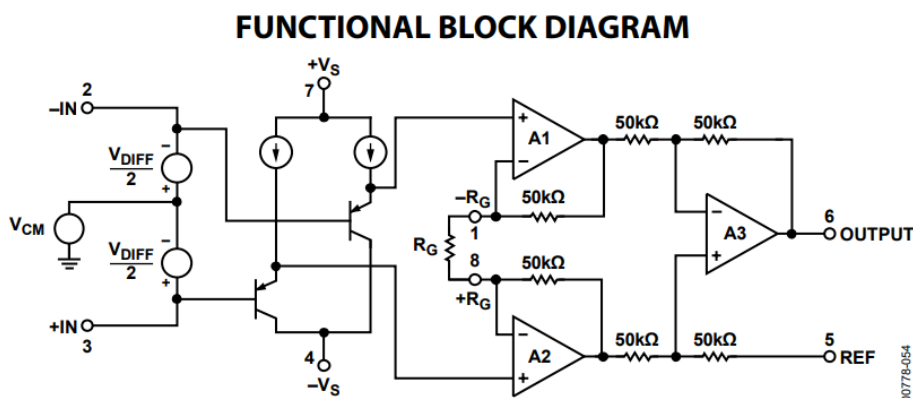 FUNCTIONAL BLOCK DIAGRAM
+VS
7
2
–IN
–
VDIFF
2
+
VCM
–
VDIFF
2
+
+IN
3
4
–VS
+
A1
–
50kΩ
50kΩ
–RG
1
50kΩ
RG
8
+RG
50kΩ
–
A2
+
50kΩ
50kΩ
–
A3
+
6
OUTPUT
5
REF
00778-054